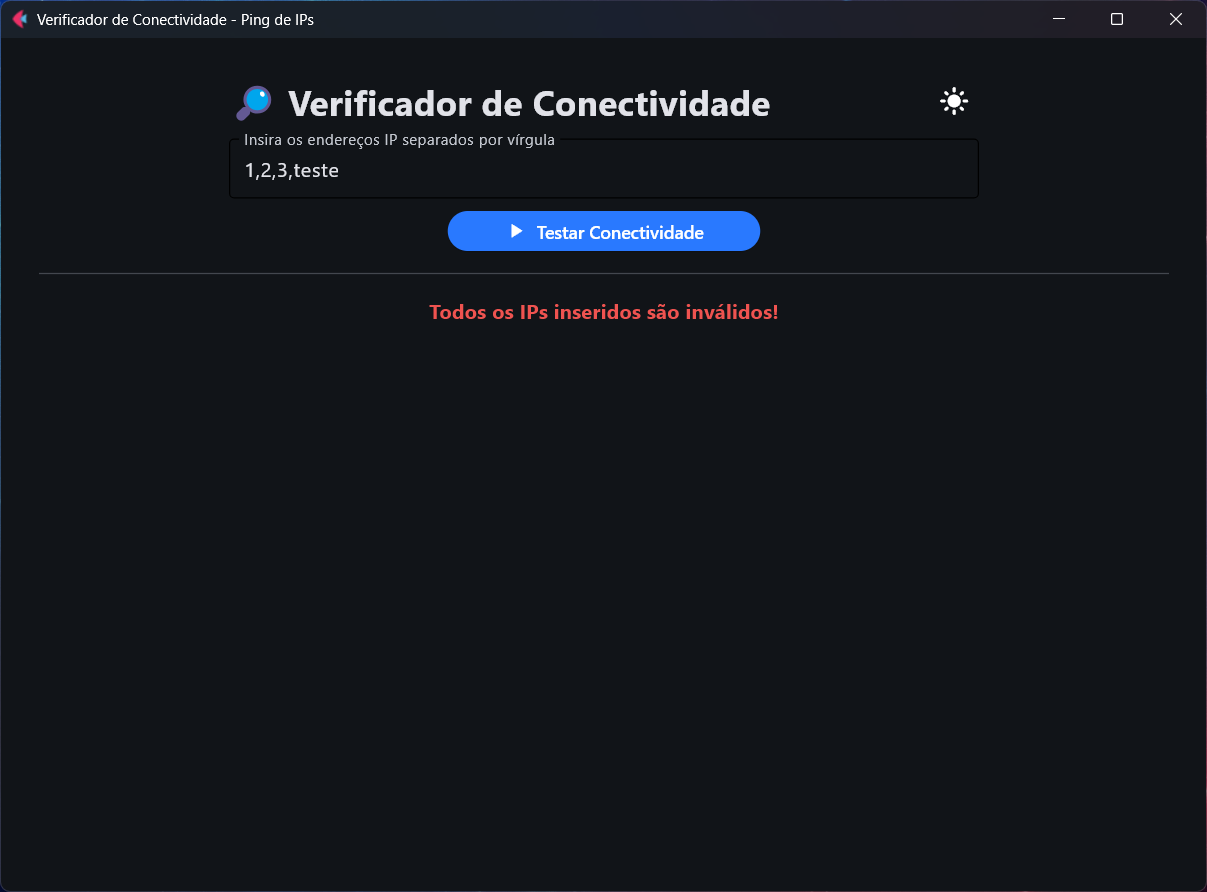 Verificador de Conectividade - Ping de IPs
Verificador de Conectividade
Insira os endereços IP separados por vírgula
1,2,3,teste
Testar Conectividade
Todos os IPs inseridos são inválidos!